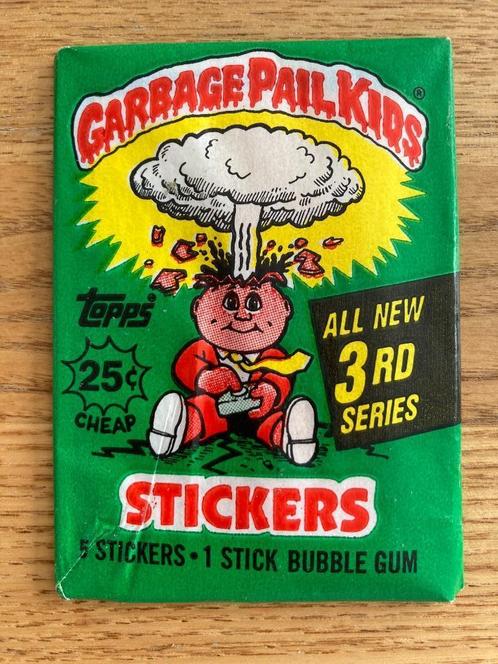 GARBAGE PAIL KIDS®
TOPPS®
25¢
CHEAP
ALL NEW
3RD
SERIES
STICKERS
5 STICKERS • 1 STICK BUBBLE GUM